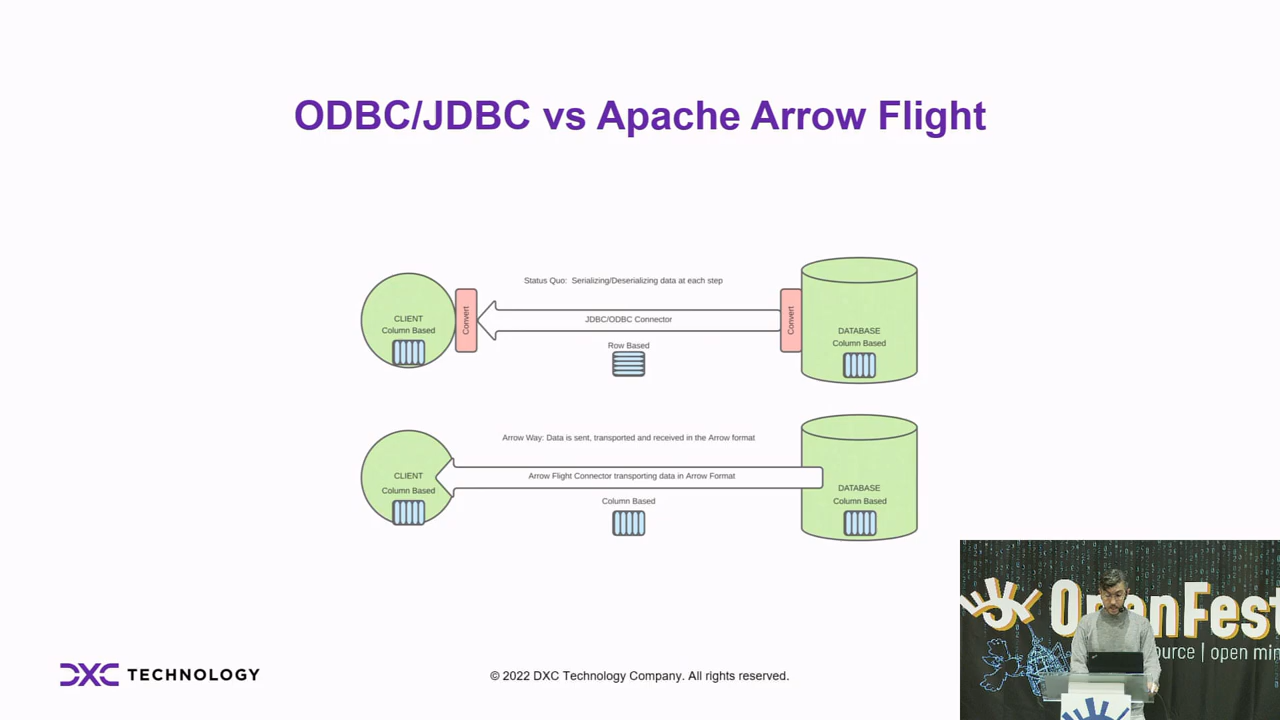 ODBC/JDBC vs Apache Arrow Flight
Status Quo: Serializing/Deserializing data at each step
CLIENT
Column Based
Convert
JDBC/ODBC Connector
Row Based
Convert
DATABASE
Column Based
Arrow Way: Data is sent, transported and received in the Arrow format
CLIENT
Column Based
Arrow Flight Connector transporting data in Arrow Format
Column Based
DATABASE
Column Based
DXC TECHNOLOGY
© 2022 DXC Technology Company. All rights reserved.
OpenFest
ource | open min